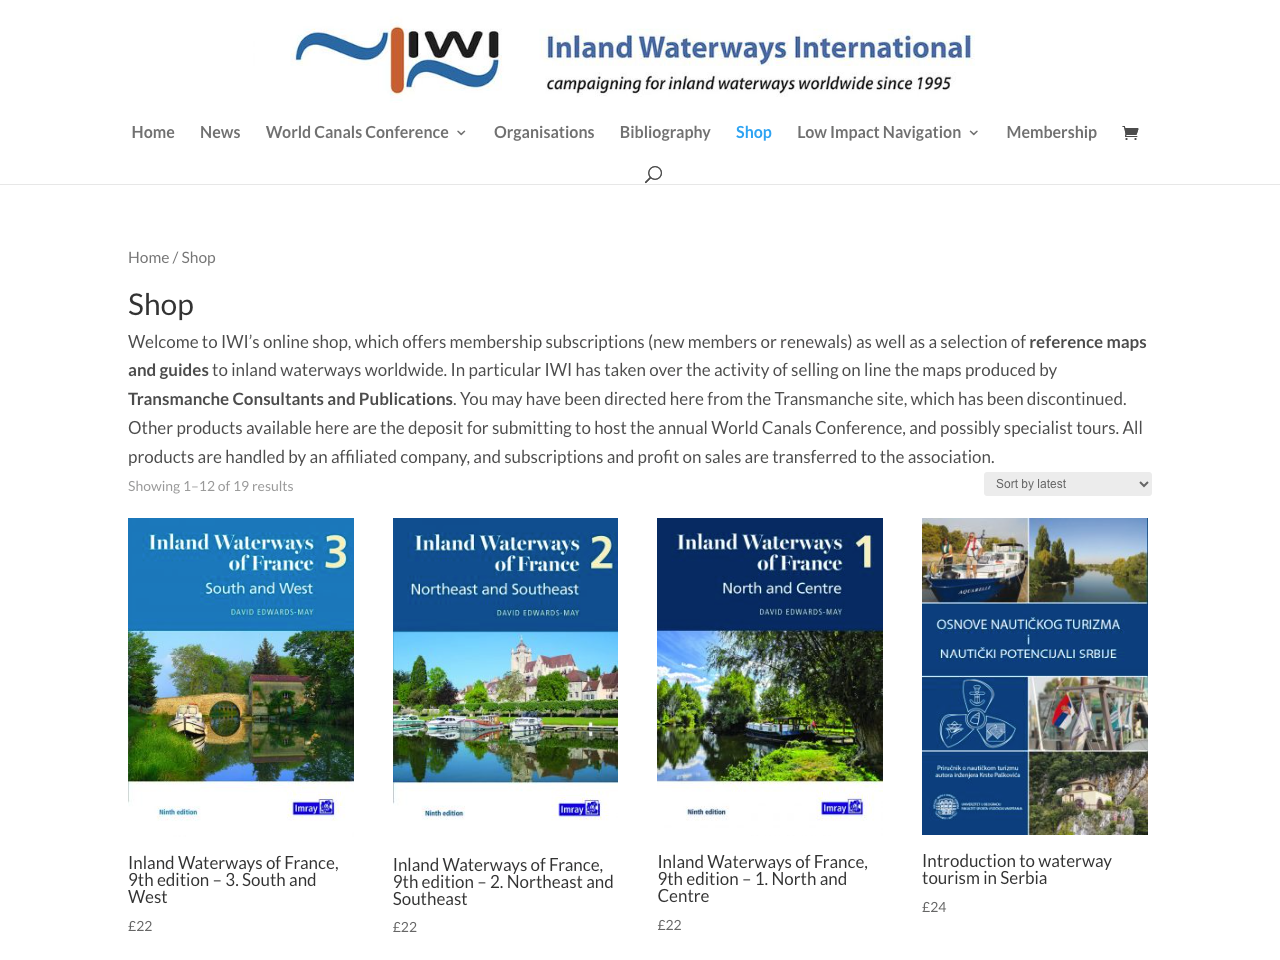 IWI
Inland Waterways International
campaigning for inland waterways worldwide since 1995
Home News World Canals Conference Organisations Bibliography Shop Low Impact Navigation Membership
Home / Shop
Shop
Welcome to IWI’s online shop, which offers membership subscriptions (new members or renewals) as well as a selection of reference maps
and guides to inland waterways worldwide. In particular IWI has taken over the activity of selling on line the maps produced by
Transmanche Consultants and Publications. You may have been directed here from the Transmanche site, which has been discontinued.
Other products available here are the deposit for submitting to host the annual World Canals Conference, and possibly specialist tours. All
products are handled by an affiliated company, and subscriptions and profit on sales are transferred to the association.
Showing 1–12 of 19 results
Sort by latest
Inland Waterways
of France
3
South and West
DAVID EDWARDS-MAY
Ninth edition
Imray
Inland Waterways of France,
9th edition – 3. South and
West
£22
Inland Waterways
of France
2
Northeast and Southeast
DAVID EDWARDS-MAY
Ninth edition
Imray
Inland Waterways of France,
9th edition – 2. Northeast and
Southeast
£22
Inland Waterways
of France
1
North and Centre
DAVID EDWARDS-MAY
Ninth edition
Imray
Inland Waterways of France,
9th edition – 1. North and
Centre
£22
AQUABELLE
OSNOVE NAUTIČKOG TURIZMA
i
NAUTIČKI POTENCIJALI SRBIJE
Priručnik o nautičkom turizmu
autora inženjera Krste Paškovića
Introduction to waterway
tourism in Serbia
£24